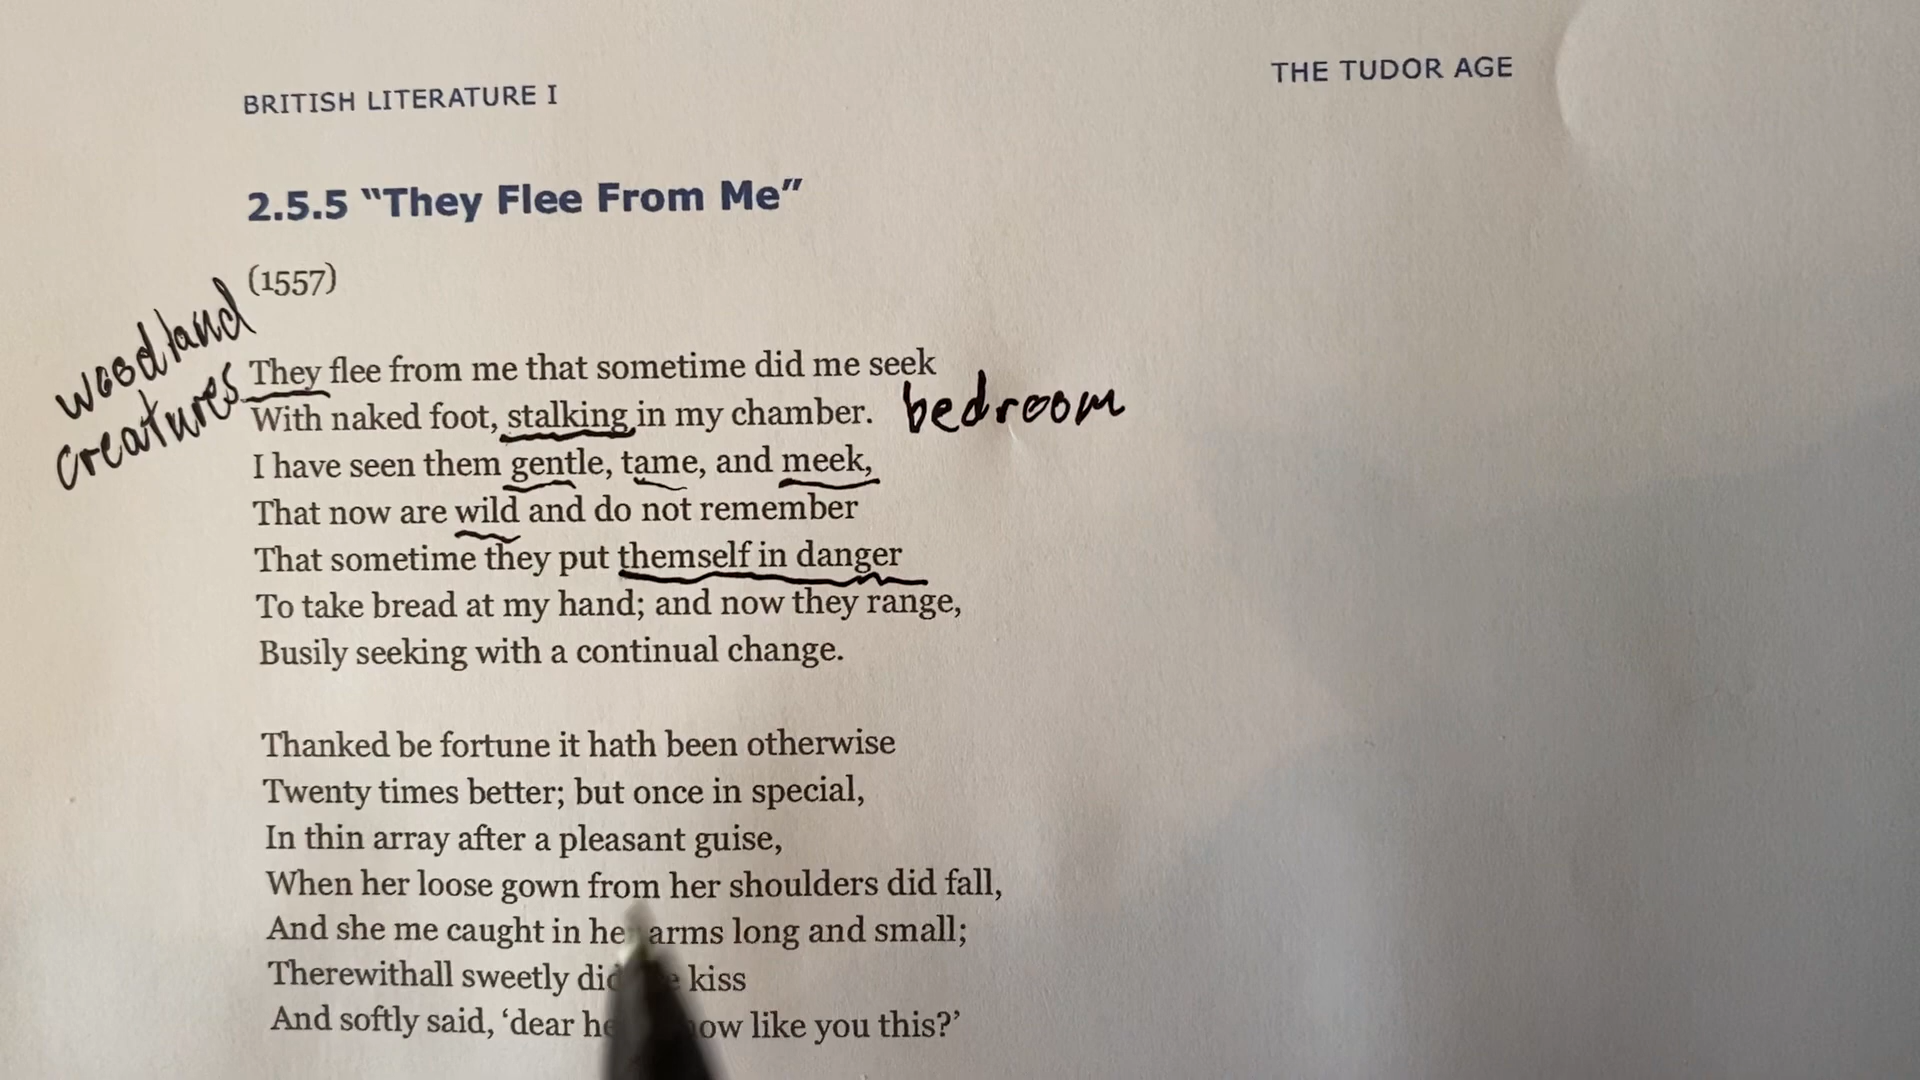 BRITISH LITERATURE I
THE TUDOR AGE
2.5.5 “They Flee From Me”
(1557)
woodland
creatures
They flee from me that sometime did me seek
With naked foot, stalking in my chamber.
bedroom
I have seen them gentle, tame, and meek,
That now are wild and do not remember
That sometime they put themself in danger
To take bread at my hand; and now they range,
Busily seeking with a continual change.
Thanked be fortune it hath been otherwise
Twenty times better; but once in special,
In thin array after a pleasant guise,
When her loose gown from her shoulders did fall,
And she me caught in her arms long and small;
Therewithall sweetly did kiss
And softly said, ‘dear how like you this?’